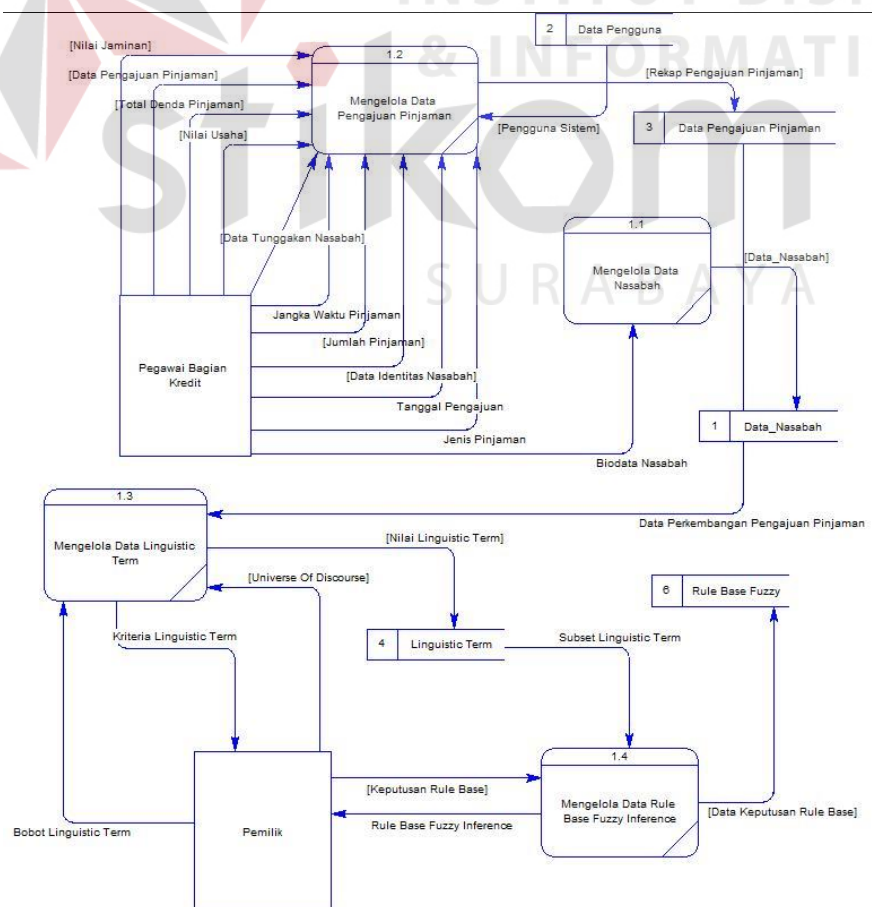 INSTITUT BISNIS
& INFORMATI
stikom
SURABAYA
2 Data Pengguna
[Nilai Jaminan]
1.2
[Data Pengajuan Pinjaman]
[Rekap Pengajuan Pinjaman]
Mengelola Data
Pengajuan Pinjaman
[Total Denda Pinjaman]
[Pengguna Sistem]
3 Data Pengajuan Pinjaman
[Nilai Usaha]
1.1
[Data Tunggakan Nasabah]
[Data_Nasabah]
Mengelola Data
Nasabah
Jangka Waktu Pinjaman
[Jumlah Pinjaman]
Pegawai Bagian
Kredit
[Data Identitas Nasabah]
Tanggal Pengajuan
1 Data_Nasabah
Jenis Pinjaman
Biodata Nasabah
1.3
Data Perkembangan Pengajuan Pinjaman
Mengelola Data Linguistic
Term
[Nilai Linguistic Term]
[Universe Of Discourse]
6 Rule Base Fuzzy
Kriteria Linguistic Term
4 Linguistic Term
Subset Linguistic Term
1.4
[Keputusan Rule Base]
Mengelola Data Rule
Base Fuzzy Inference
[Data Keputusan Rule Base]
Rule Base Fuzzy Inference
Bobot Linguistic Term
Pemilik